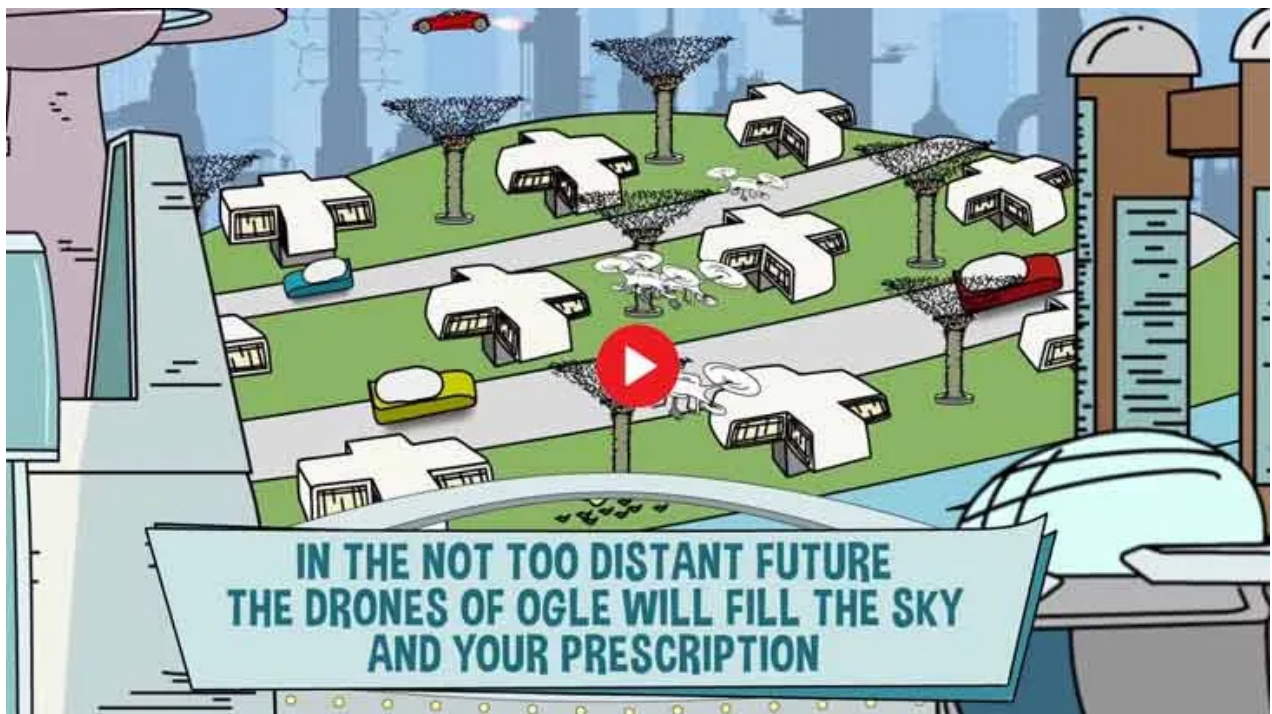 IN THE NOT TOO DISTANT FUTURE
THE DRONES OF OGLE WILL FILL THE SKY
AND YOUR PRESCRIPTION